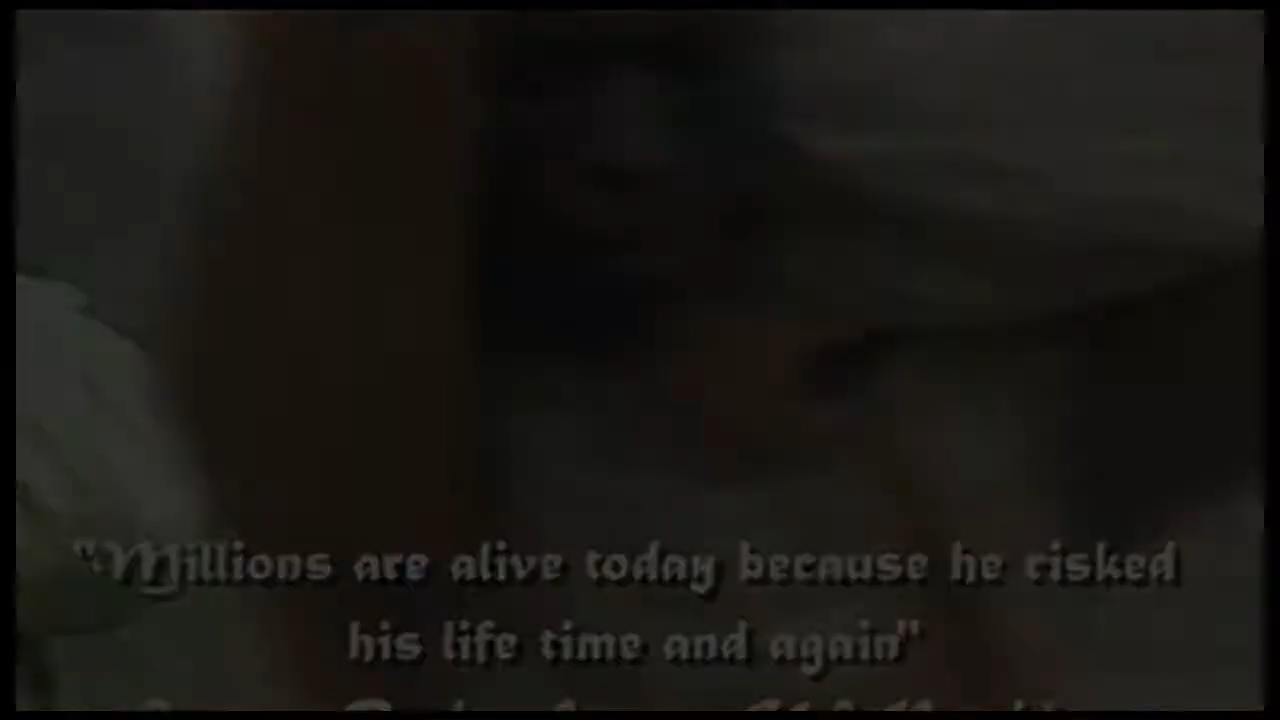 "Millions are alive today because he risked
his life time and again"